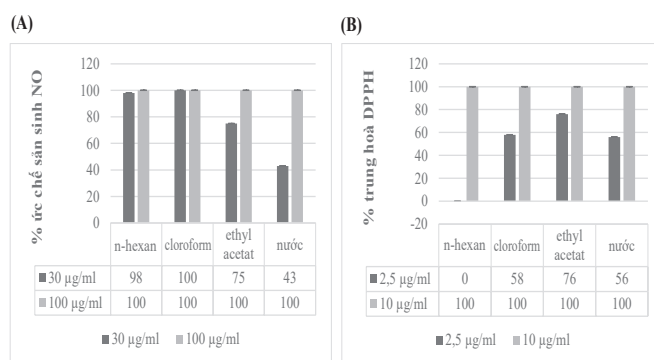 (A)
% ức chế sản sinh NO
120
100
80
60
40
20
0
n-hexan cloroform ethyl acetat nước
30 µg/ml 98 100 75 43
100 µg/ml 100 100 100 100
30 µg/ml 100 µg/ml
(B)
% trung hoà DPPH
120
100
80
60
40
20
0
-20
n-hexan cloroform ethyl acetat nước
2,5 µg/ml 0 58 76 56
10 µg/ml 100 100 100 100
2,5 µg/ml 10 µg/ml